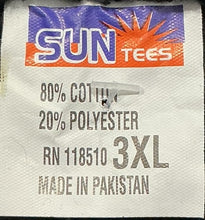 SUN TEES
80% COTTON
20% POLYESTER
RN 118510 3XL
MADE IN PAKISTAN